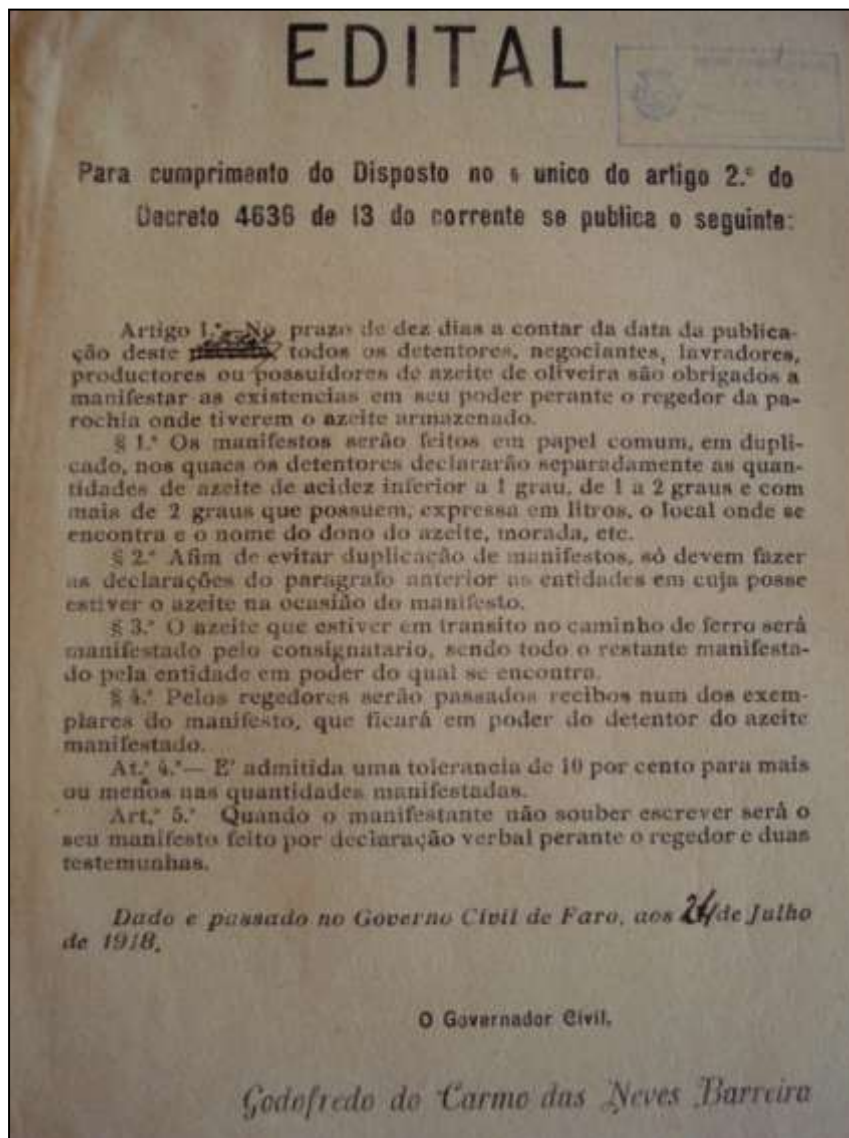 EDITAL
Para cumprimento do Disposto no § unico do artigo 2.º do
Decreto 4636 de 13 do corrente se publica o seguinte:
Artigo 1.º No prazo de dez dias a contar da data da publica-
ção deste todos os detentores, negociantes, lavradores,
productores ou possuidores de azeite de oliveira são obrigados a
manifestar as existencias em seu poder perante o regedor da pa-
rochia onde tiverem o azeite armazenado.
§ 1.º Os manifestos serão feitos em papel comum, em dupli-
cado, nos quaes os detentores declararão separadamente as quan-
tidades de azeite de acidez inferior a 1 grau, de 1 a 2 graus e com
mais de 2 graus que possuem, expressa em litros, o local onde se
encontra e o nome do dono do azeite, morada, etc.
§ 2.º Afim de evitar duplicação de manifestos, só devem fazer
as declarações do paragrafo anterior as entidades em cuja posse
estiver o azeite na ocasião do manifesto.
§ 3.º O azeite que estiver em transito no caminho de ferro será
manifestado pelo consignatario, sendo todo o restante manifesta-
do pela entidade em poder do qual se encontra.
§ 4.º Pelos regedores serão passados recibos num dos exem-
plares do manifesto, que ficará em poder do detentor do azeite
manifestado.
At.º 4.º— E' admitida uma tolerancia de 10 por cento para mais
ou menos nas quantidades manifestadas.
Art.º 5.º Quando o manifestante não souber escrever será o
seu manifesto feito por declaração verbal perante o regedor e duas
testemunhas.
Dado e passado no Governo Civil de Faro, aos de Julho
de 1918.
O Governador Civil,
Godofredo do Carmo das Neves Barreira